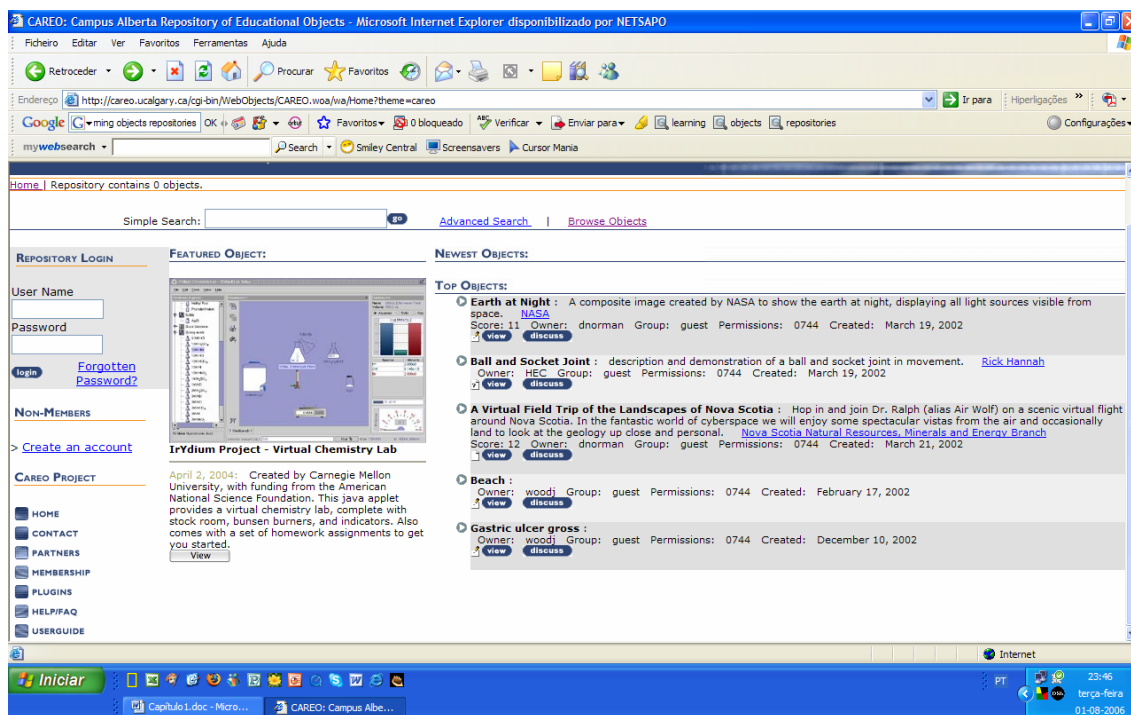 CAREO: Campus Alberta Repository of Educational Objects - Microsoft Internet Explorer disponibilizado por NETSAPO
Ficheiro Editar Ver Favoritos Ferramentas Ajuda
Retroceder Procurar Favoritos
Endereço http://careo.ucalgary.ca/cgi-bin/WebObjects/CAREO.woa/wa/Home?theme=careo Ir para Hiperligações »
Google ming objects repositories OK Favoritos 0 bloqueado Verificar Enviar para learning objects repositories Configurações
mywebsearch Search Smiley Central Screensavers Cursor Mania
Home | Repository contains 0 objects.
Simple Search: go Advanced Search | Browse Objects
REPOSITORY LOGIN
User Name
Password
login Forgotten
Password?
NON-MEMBERS
> Create an account
CAREO PROJECT
HOME
CONTACT
PARTNERS
MEMBERSHIP
PLUGINS
HELP/FAQ
USERGUIDE
FEATURED OBJECT:
IrYdium Project - Virtual Chemistry Lab
April 2, 2004: Created by Carnegie Mellon
University, with funding from the American
National Science Foundation. This java applet
provides a virtual chemistry lab, complete with
stock room, bunsen burners, and indicators. Also
comes with a set of homework assignments to get
you started.
View
NEWEST OBJECTS:
TOP OBJECTS:
Earth at Night : A composite image created by NASA to show the earth at night, displaying all light sources visible from
space. NASA
Score: 11 Owner: dnorman Group: guest Permissions: 0744 Created: March 19, 2002
view discuss
Ball and Socket Joint : description and demonstration of a ball and socket joint in movement. Rick Hannah
Owner: HEC Group: guest Permissions: 0744 Created: March 19, 2002
view discuss
A Virtual Field Trip of the Landscapes of Nova Scotia : Hop in and join Dr. Ralph (alias Air Wolf) on a scenic virtual flight
around Nova Scotia. In the fantastic world of cyberspace we will enjoy some spectacular vistas from the air and occasionally
land to look at the geology up close and personal. Nova Scotia Natural Resources, Minerals and Energy Branch
Score: 12 Owner: dnorman Group: guest Permissions: 0744 Created: March 21, 2002
view discuss
Beach :
Owner: woodj Group: guest Permissions: 0744 Created: February 17, 2002
view discuss
Gastric ulcer gross :
Owner: woodj Group: guest Permissions: 0744 Created: December 10, 2002
view discuss
Internet
Iniciar PT 23:46
terça-feira
01-08-2006
Capítulo1.doc - Micro... CAREO: Campus Albe...